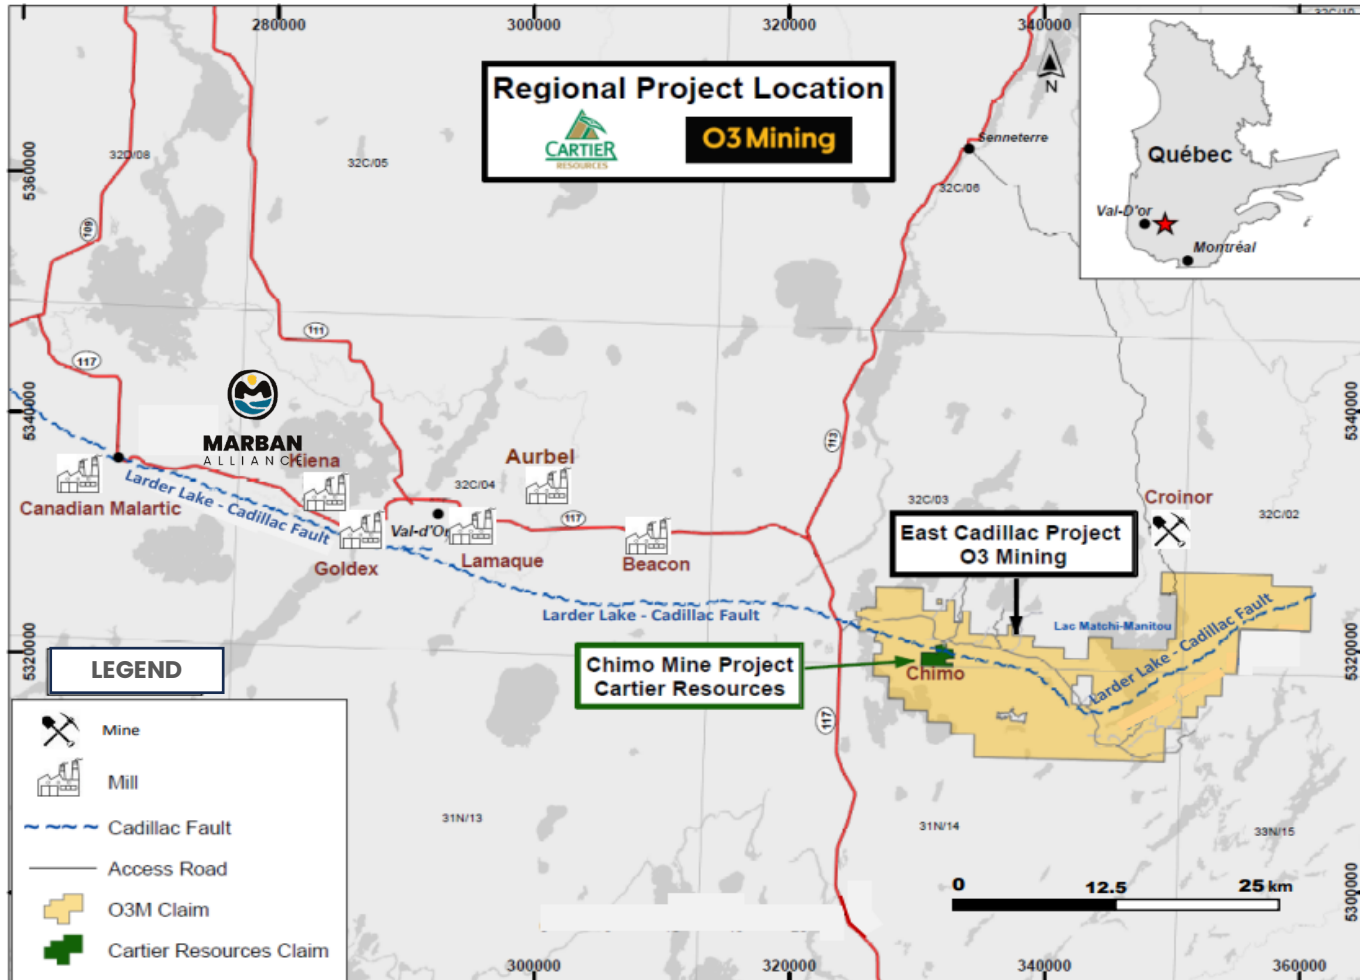 280000
300000
320000
340000
32C/10
Regional Project Location
CARTIER
RESOURCES
O3 Mining
N
Québec
Val-D'or
Montréal
Senneterre
5360000
32D/08
32C/05
32C/06
109
111
117
5340000
5340000
MARBAN
ALLIANCE
Kiena
Aurbel
113
32C/04
32C/03
32C/02
Canadian Malartic
Larder Lake - Cadillac Fault
Val-d'Or
117
Croinor
Goldex
Lamaque
Beacon
East Cadillac Project
O3 Mining
Larder Lake - Cadillac Fault
Lac Matchi-Manitou
Larder Lake - Cadillac Fault
5320000
5320000
Chimo Mine Project
Cartier Resources
Chimo
117
LEGEND
Mine
Mill
Cadillac Fault
Access Road
O3M Claim
Cartier Resources Claim
31N/13
31N/14
33N/15
0
12.5
25 km
5300000
300000
320000
340000
360000